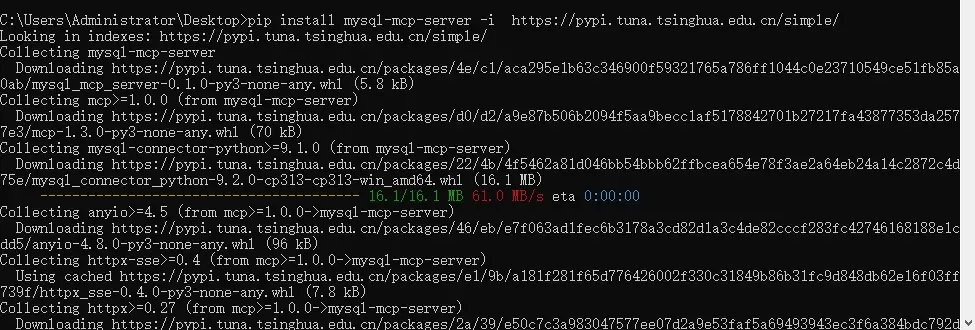 C:\Users\Administrator\Desktop>pip install mysql-mcp-server -i  https://pypi.tuna.tsinghua.edu.cn/simple/
Looking in indexes: https://pypi.tuna.tsinghua.edu.cn/simple/
Collecting mysql-mcp-server
  Downloading https://pypi.tuna.tsinghua.edu.cn/packages/4e/c1/aca295e1b63c346900f59321765a786ff1044c0e23710549ce51fb85a
0ab/mysql_mcp_server-0.1.0-py3-none-any.whl (5.8 kB)
Collecting mcp>=1.0.0 (from mysql-mcp-server)
  Downloading https://pypi.tuna.tsinghua.edu.cn/packages/d0/d2/a9e87b506b2094f5aa9becc1af5178842701b27217fa43877353da257
7e3/mcp-1.3.0-py3-none-any.whl (70 kB)
Collecting mysql-connector-python>=9.1.0 (from mysql-mcp-server)
  Downloading https://pypi.tuna.tsinghua.edu.cn/packages/22/4b/4f5462a81d046bb54bbb62ffbcea654e78f3ae2a64eb24a14c2872c4d
75e/mysql_connector_python-9.2.0-cp313-cp313-win_amd64.whl (16.1 MB)
---------------------------------------- 16.1/16.1 MB 61.0 MB/s eta 0:00:00
Collecting anyio>=4.5 (from mcp>=1.0.0->mysql-mcp-server)
  Downloading https://pypi.tuna.tsinghua.edu.cn/packages/46/eb/e7f063ad1fec6b3178a3cd82d1a3c4de82cccf283fc42746168188e1c
dd5/anyio-4.8.0-py3-none-any.whl (96 kB)
Collecting httpx-sse>=0.4 (from mcp>=1.0.0->mysql-mcp-server)
  Using cached https://pypi.tuna.tsinghua.edu.cn/packages/e1/9b/a181f281f65d776426002f330c31849b86b31fc9d848db62e16f03ff
739f/httpx_sse-0.4.0-py3-none-any.whl (7.8 kB)
Collecting httpx>=0.27 (from mcp>=1.0.0->mysql-mcp-server)
  Downloading https://pypi.tuna.tsinghua.edu.cn/packages/2a/39/e50c7c3a983047577ee07d2a9e53faf5a69493943ec3f6a384bdc792d